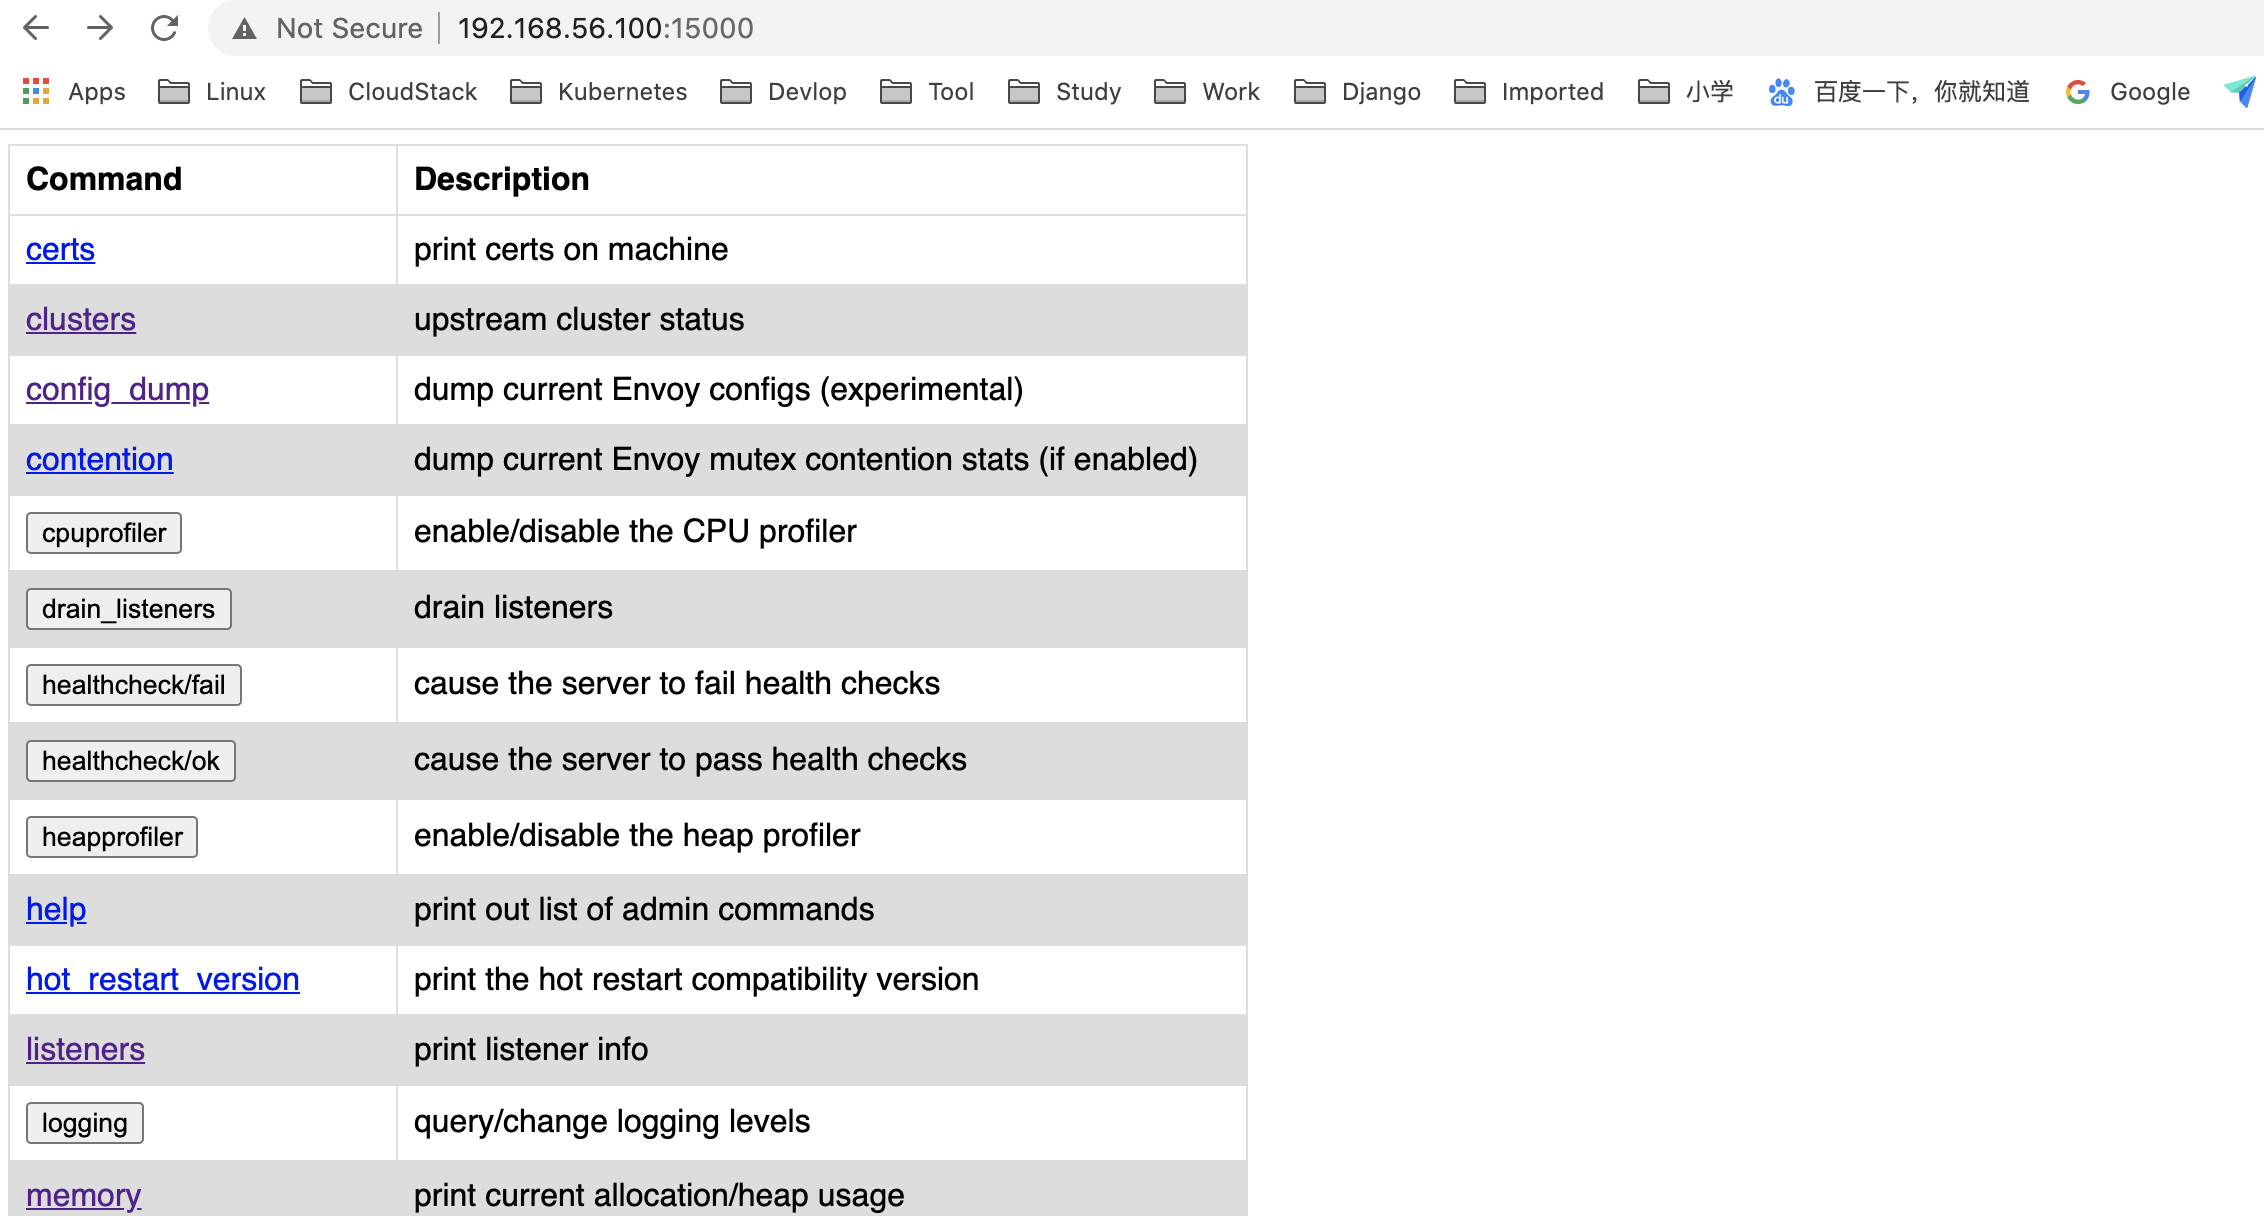 Not Secure | 192.168.56.100:15000
Apps Linux CloudStack Kubernetes Devlop Tool Study Work Django Imported 小学 百度一下，你就知道 Google
Command Description
certs print certs on machine
clusters upstream cluster status
config_dump dump current Envoy configs (experimental)
contention dump current Envoy mutex contention stats (if enabled)
cpuprofiler enable/disable the CPU profiler
drain_listeners drain listeners
healthcheck/fail cause the server to fail health checks
healthcheck/ok cause the server to pass health checks
heapprofiler enable/disable the heap profiler
help print out list of admin commands
hot_restart_version print the hot restart compatibility version
listeners print listener info
logging query/change logging levels
memory print current allocation/heap usage